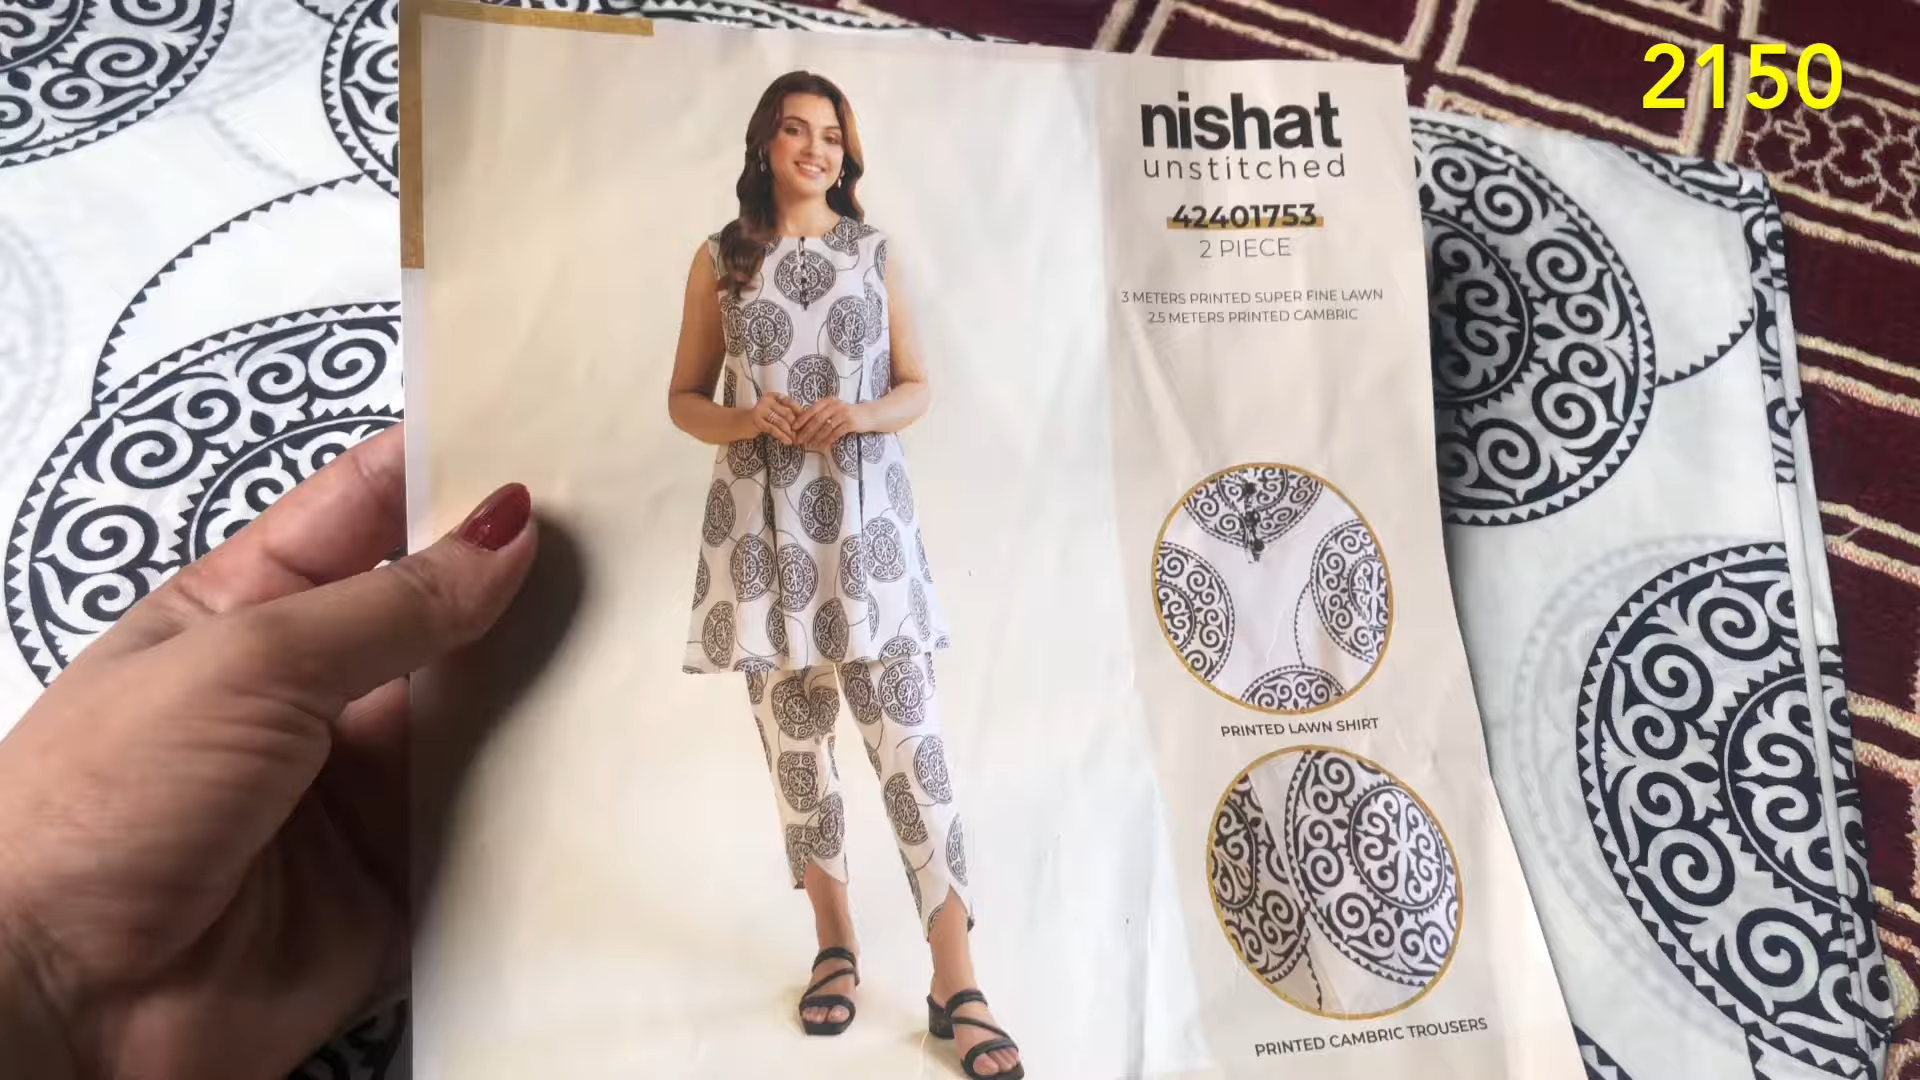 2150
nishat
unstitched
42401753
2 PIECE
3 METERS PRINTED SUPER FINE LAWN
2.5 METERS PRINTED CAMBRIC
PRINTED LAWN SHIRT
PRINTED CAMBRIC TROUSERS